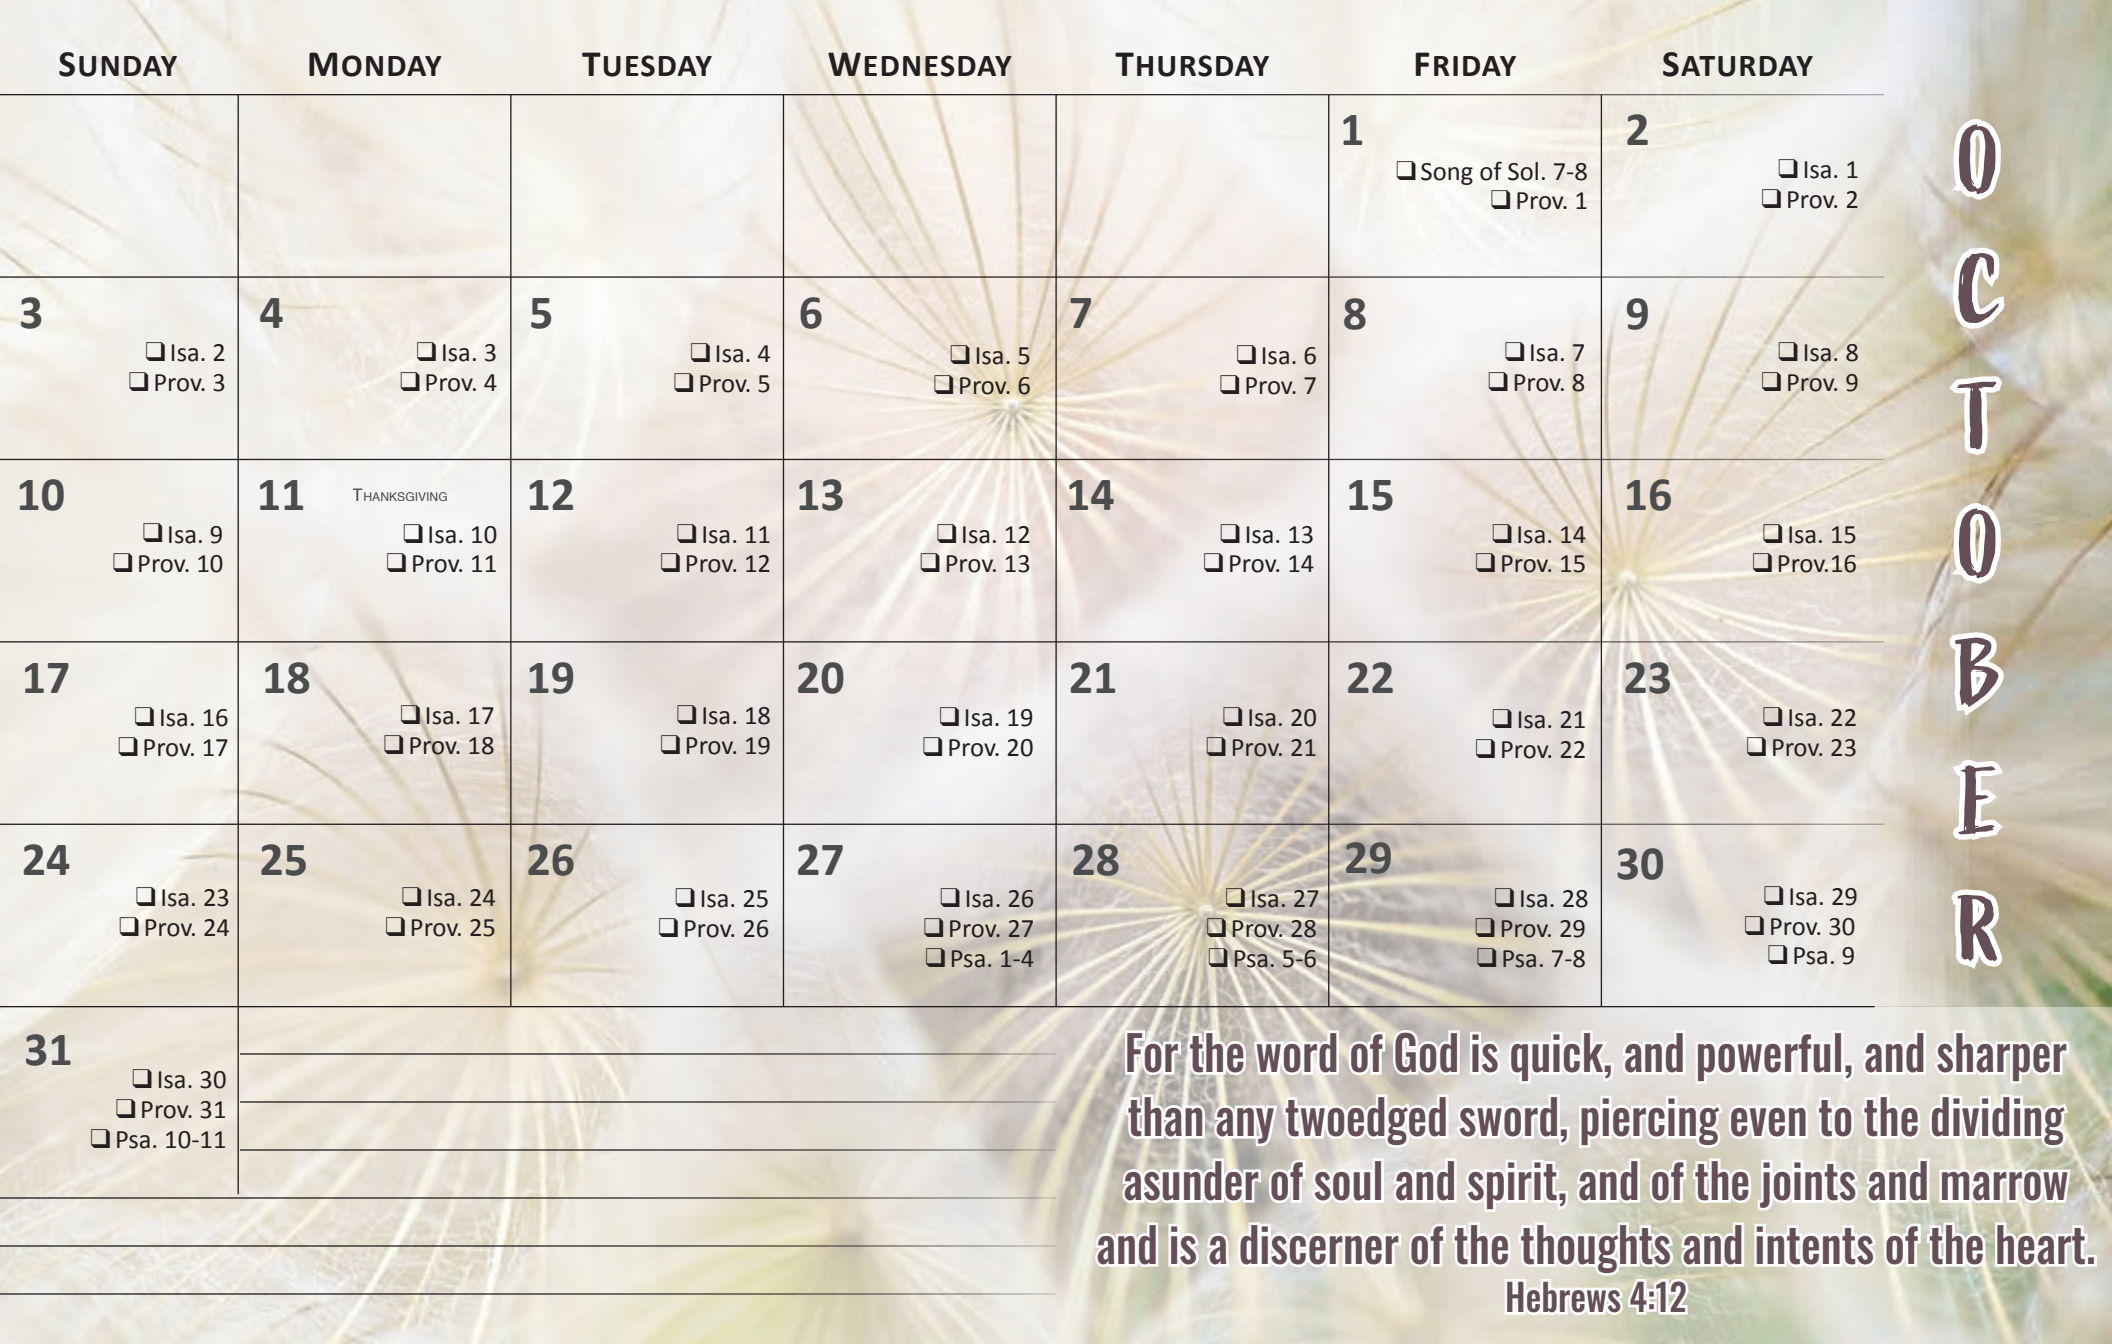 SUNDAY MONDAY TUESDAY WEDNESDAY THURSDAY FRIDAY SATURDAY
1
❑ Song of Sol. 7-8
❑ Prov. 1
2
❑ Isa. 1
❑ Prov. 2
3
❑ Isa. 2
❑ Prov. 3
4
❑ Isa. 3
❑ Prov. 4
5
❑ Isa. 4
❑ Prov. 5
6
❑ Isa. 5
❑ Prov. 6
7
❑ Isa. 6
❑ Prov. 7
8
❑ Isa. 7
❑ Prov. 8
9
❑ Isa. 8
❑ Prov. 9
10
❑ Isa. 9
❑ Prov. 10
11 THANKSGIVING
❑ Isa. 10
❑ Prov. 11
12
❑ Isa. 11
❑ Prov. 12
13
❑ Isa. 12
❑ Prov. 13
14
❑ Isa. 13
❑ Prov. 14
15
❑ Isa. 14
❑ Prov. 15
16
❑ Isa. 15
❑ Prov.16
17
❑ Isa. 16
❑ Prov. 17
18
❑ Isa. 17
❑ Prov. 18
19
❑ Isa. 18
❑ Prov. 19
20
❑ Isa. 19
❑ Prov. 20
21
❑ Isa. 20
❑ Prov. 21
22
❑ Isa. 21
❑ Prov. 22
23
❑ Isa. 22
❑ Prov. 23
24
❑ Isa. 23
❑ Prov. 24
25
❑ Isa. 24
❑ Prov. 25
26
❑ Isa. 25
❑ Prov. 26
27
❑ Isa. 26
❑ Prov. 27
❑ Psa. 1-4
28
❑ Isa. 27
❑ Prov. 28
❑ Psa. 5-6
29
❑ Isa. 28
❑ Prov. 29
❑ Psa. 7-8
30
❑ Isa. 29
❑ Prov. 30
❑ Psa. 9
31
❑ Isa. 30
❑ Prov. 31
❑ Psa. 10-11
OCTOBER
For the word of God is quick, and powerful, and sharper
than any twoedged sword, piercing even to the dividing
asunder of soul and spirit, and of the joints and marrow
and is a discerner of the thoughts and intents of the heart.
Hebrews 4:12